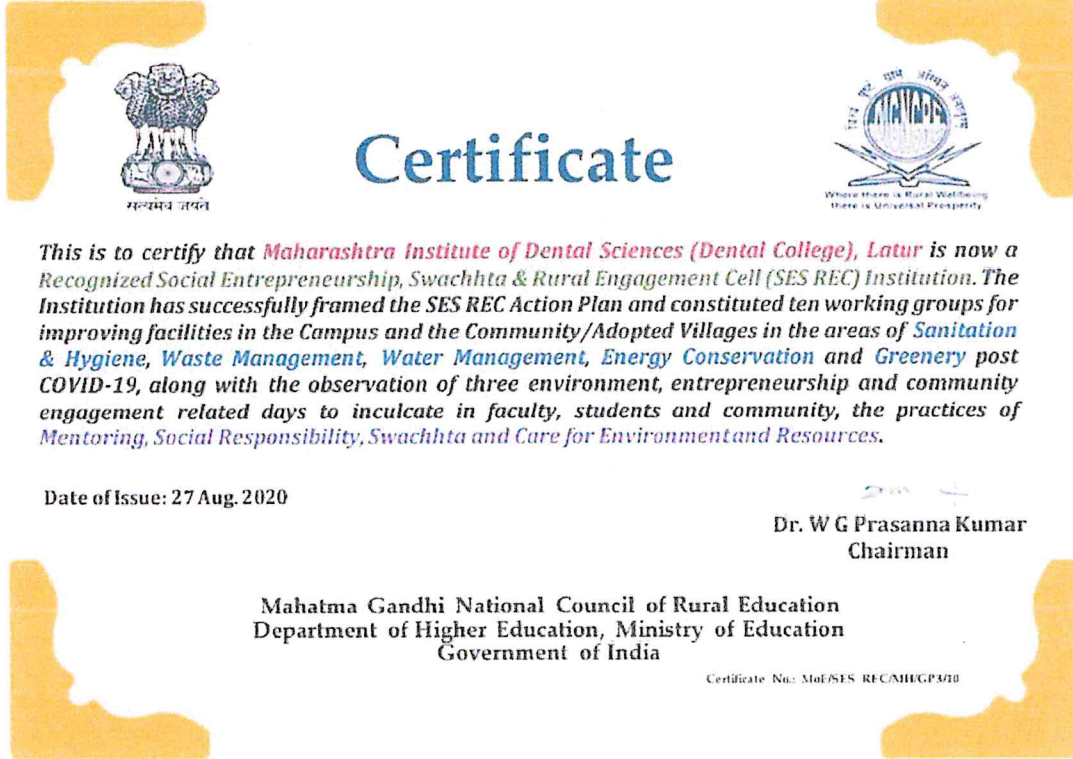 सत्यमेव जयते
Where there is Rural Wellbeing
there is Universal Prosperity
Certificate
This is to certify that Maharashtra Institute of Dental Sciences (Dental College), Latur is now a
Recognized Social Entrepreneurship, Swachhta & Rural Engagement Cell (SES REC) Institution. The
Institution has successfully framed the SES REC Action Plan and constituted ten working groups for
improving facilities in the Campus and the Community/Adopted Villages in the areas of Sanitation
& Hygiene, Waste Management, Water Management, Energy Conservation and Greenery post
COVID-19, along with the observation of three environment, entrepreneurship and community
engagement related days to inculcate in faculty, students and community, the practices of
Mentoring, Social Responsibility, Swachhta and Care for Environment and Resources.
Date of Issue: 27 Aug. 2020
Dr. W G Prasanna Kumar
Chairman
Mahatma Gandhi National Council of Rural Education
Department of Higher Education, Ministry of Education
Government of India
Certificate No.: MoE/SES REC/MH/GP3/10